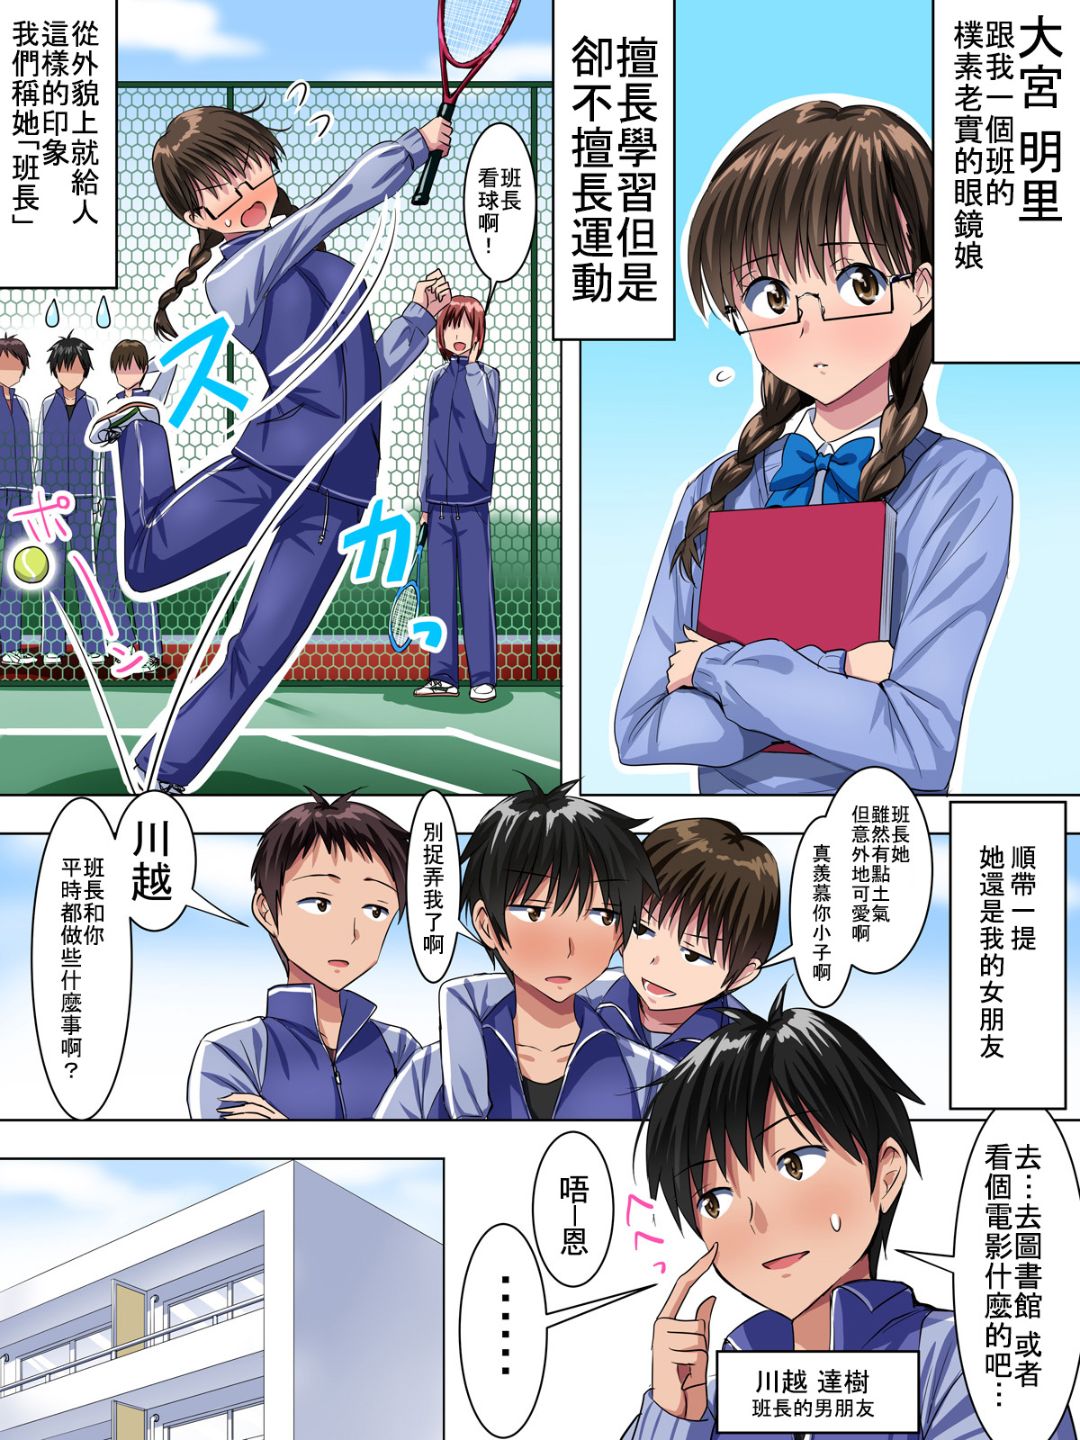 大宮 明里
跟我一個班的
樸素老實的眼鏡娘
擅長學習但是
卻不擅長運動
班長
看球啊！
從外貌上就給人
這樣的印象
我們稱她「班長」
スカッ
ポーン
順帶一提
她還是我的女朋友
班長她
雖然有點土氣
但意外地可愛啊
真羨慕你小子啊
別捉弄我了啊
川越
班長和你
平時都做些什麼事啊？
去…去圖書館 或者
看個電影什麼的吧…
川越 達樹
班長的男朋友
唔─恩
……